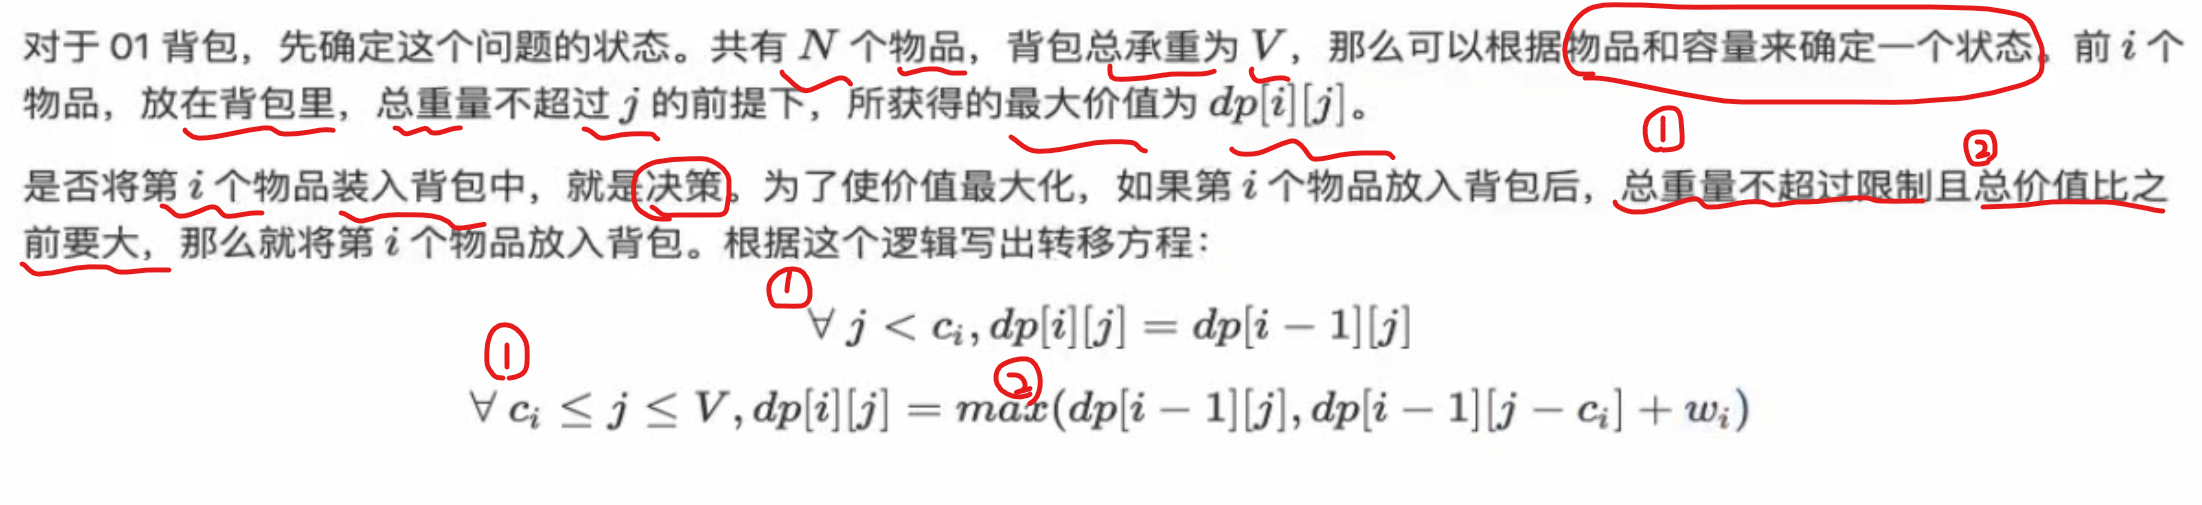 对于 01 背包，先确定这个问题的状态。共有 N 个物品，背包总承重为 V，那么可以根据物品和容量来确定一个状态。前 i 个
物品，放在背包里，总重量不超过 j 的前提下，所获得的最大价值为 dp[i][j]。
① ②
是否将第 i 个物品装入背包中，就是决策。为了使价值最大化，如果第 i 个物品放入背包后，总重量不超过限制且总价值比之
前要大，那么就将第 i 个物品放入背包。根据这个逻辑写出转移方程：
①
∀ j < c_i, dp[i][j] = dp[i − 1][j]
① ②
∀ c_i ≤ j ≤ V, dp[i][j] = max(dp[i − 1][j], dp[i − 1][j − c_i] + w_i)